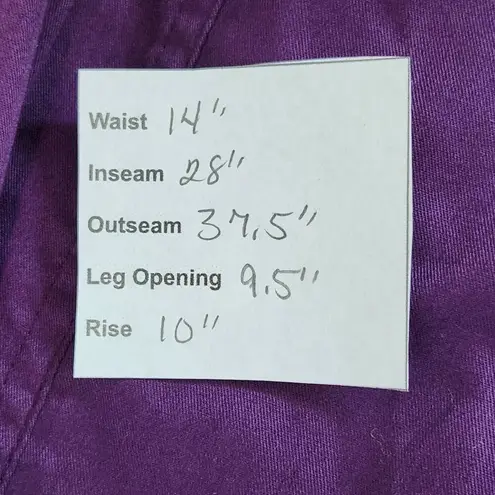 Waist 14"
Inseam 28"
Outseam 37.5"
Leg Opening 9.5"
Rise 10"